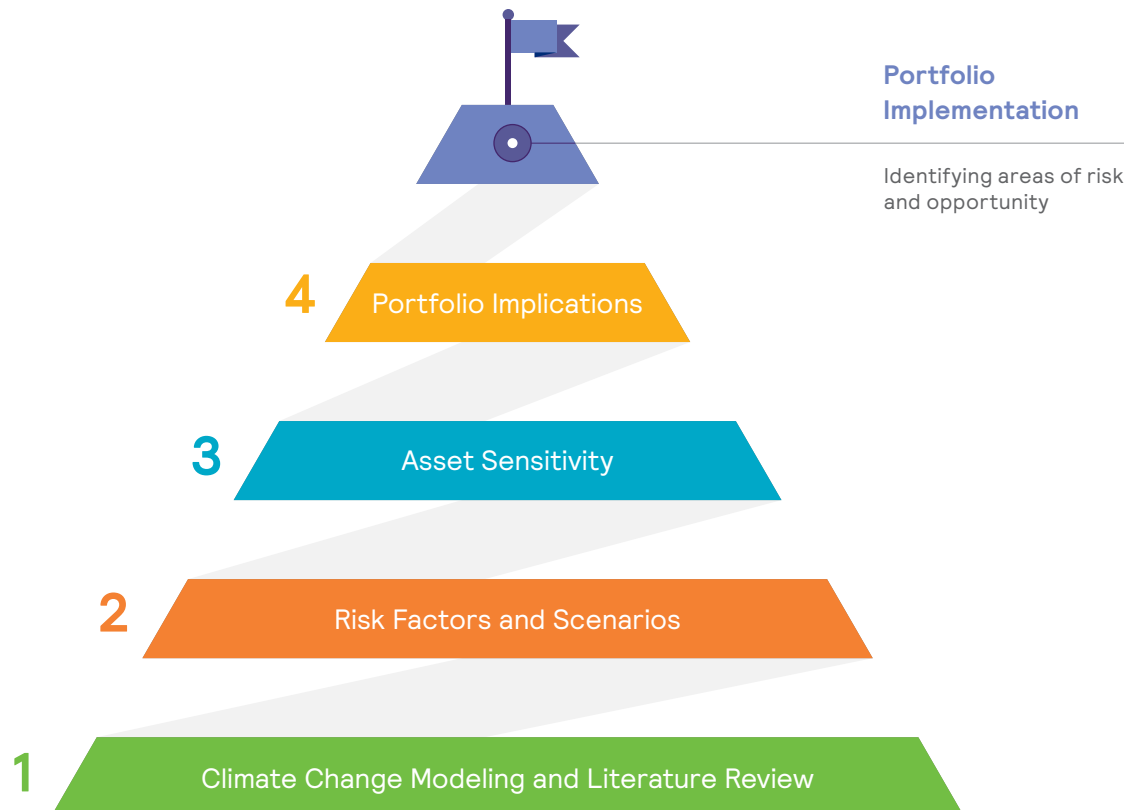 Portfolio
Implementation
Identifying areas of risk
and opportunity
4
Portfolio Implications
3
Asset Sensitivity
2
Risk Factors and Scenarios
1
Climate Change Modeling and Literature Review